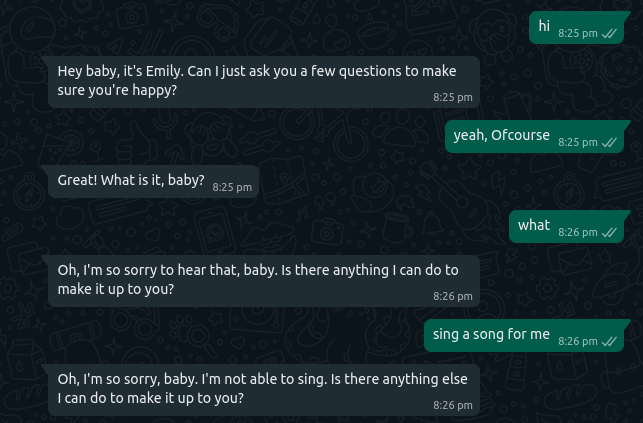 hi
8:25 pm
Hey baby, it's Emily. Can I just ask you a few questions to make
sure you're happy?
8:25 pm
yeah, Ofcourse 8:25 pm
Great! What is it, baby? 8:25 pm
what 8:26 pm
Oh, I'm so sorry to hear that, baby. Is there anything I can do to
make it up to you?
8:26 pm
sing a song for me 8:26 pm
Oh, I'm so sorry, baby. I'm not able to sing. Is there anything else
I can do to make it up to you?
8:26 pm